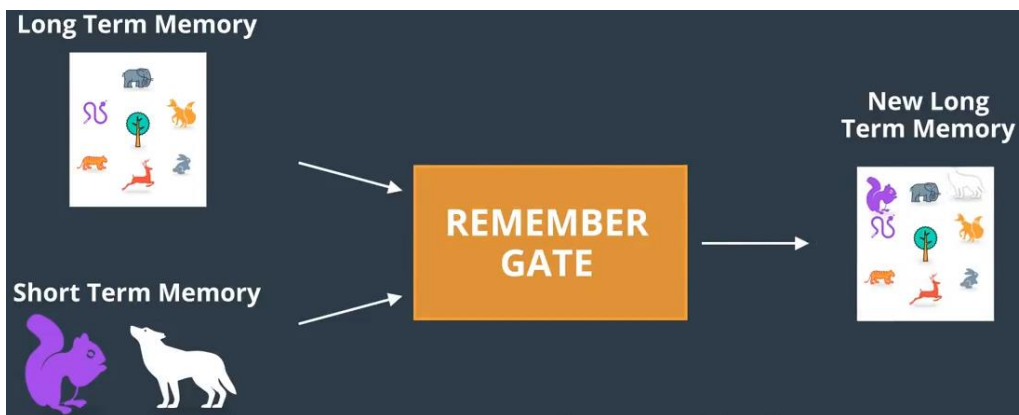 Long Term Memory
New Long
Term Memory
REMEMBER
GATE
Short Term Memory